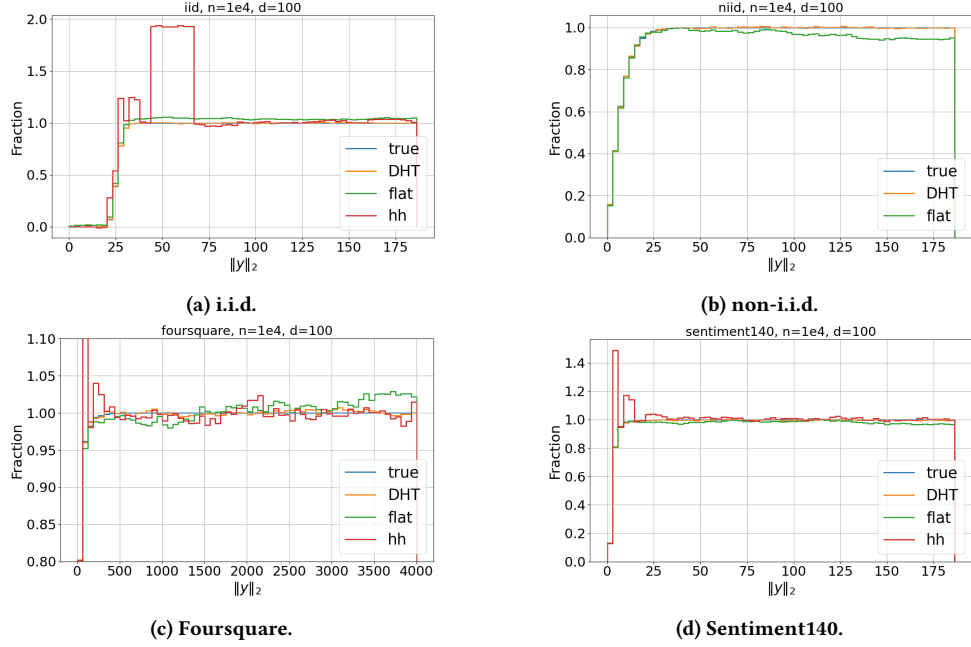 iid, n=1e4, d=100
2.0
1.5
1.0
0.5
0.0
Fraction
true
DHT
flat
hh
0 25 50 75 100 125 150 175
‖y‖₂
(a) i.i.d.
niid, n=1e4, d=100
1.0
0.8
0.6
0.4
0.2
0.0
Fraction
true
DHT
flat
0 25 50 75 100 125 150 175
‖y‖₂
(b) non-i.i.d.
foursquare, n=1e4, d=100
1.10
1.05
1.00
0.95
0.90
0.85
0.80
Fraction
true
DHT
flat
hh
0 500 1000 1500 2000 2500 3000 3500 4000
‖y‖₂
(c) Foursquare.
sentiment140, n=1e4, d=100
1.4
1.2
1.0
0.8
0.6
0.4
0.2
0.0
Fraction
true
DHT
flat
hh
0 25 50 75 100 125 150 175
‖y‖₂
(d) Sentiment140.